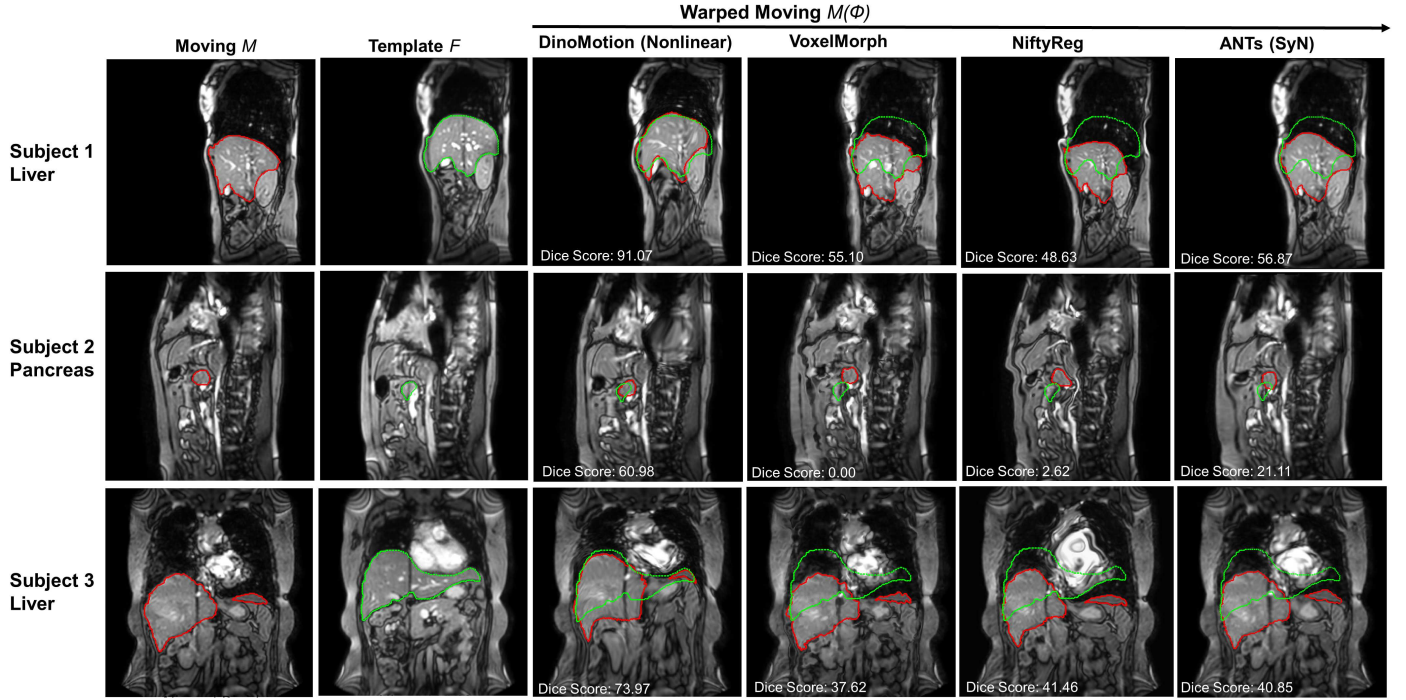 Warped Moving M(Φ)
Moving M
Template F
DinoMotion (Nonlinear)
VoxelMorph
NiftyReg
ANTs (SyN)
Subject 1
Liver
Dice Score: 91.07
Dice Score: 55.10
Dice Score: 48.63
Dice Score: 56.87
Subject 2
Pancreas
Dice Score: 60.98
Dice Score: 0.00
Dice Score: 2.62
Dice Score: 21.11
Subject 3
Liver
Dice Score: 73.97
Dice Score: 37.62
Dice Score: 41.46
Dice Score: 40.85